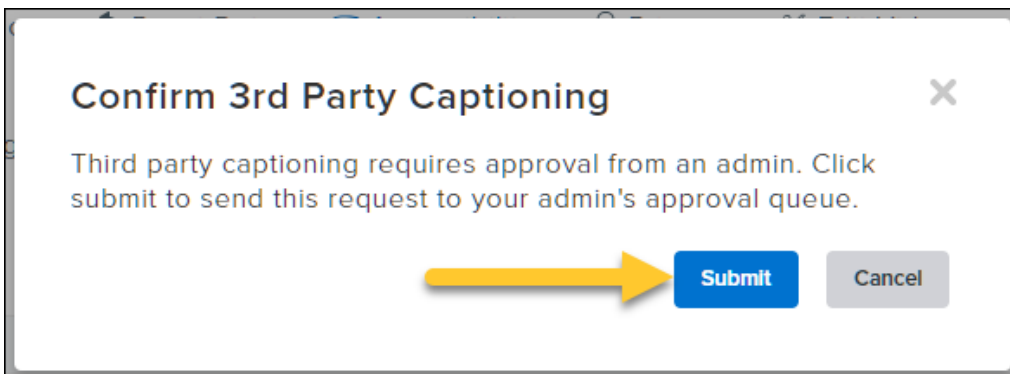 Confirm 3rd Party Captioning
Third party captioning requires approval from an admin. Click
submit to send this request to your admin's approval queue.
Submit
Cancel